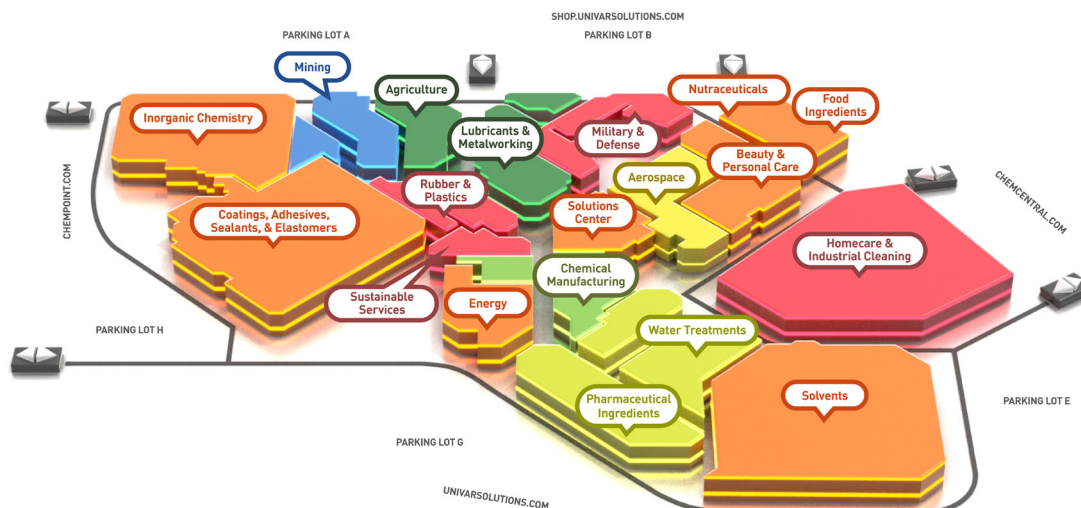 SHOP.UNIVARSOLUTIONS.COM
PARKING LOT A
PARKING LOT B
Mining
Agriculture
Nutraceuticals
Food
Ingredients
Inorganic Chemistry
Lubricants &
Metalworking
Military &
Defense
Beauty &
Personal Care
CHEMPOINT.COM
Rubber &
Plastics
Aerospace
CHEMCENTRAL.COM
Coatings, Adhesives,
Sealants, & Elastomers
Solutions
Center
Homecare &
Industrial Cleaning
Chemical
Manufacturing
Sustainable
Services
Energy
PARKING LOT H
Water Treatments
Pharmaceutical
Ingredients
Solvents
PARKING LOT E
PARKING LOT G
UNIVARSOLUTIONS.COM